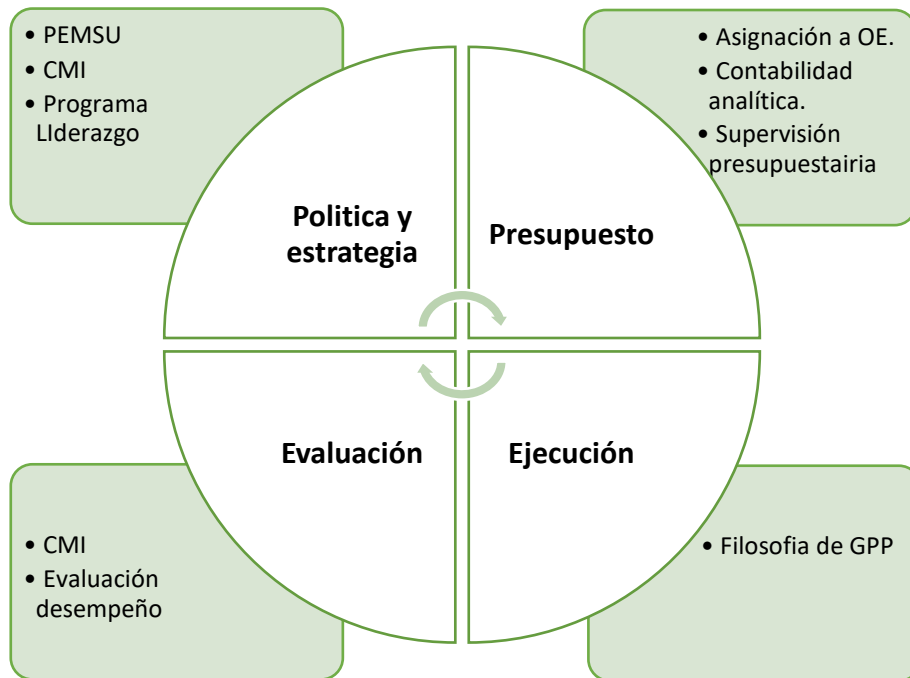 • PEMSU
• CMI
• Programa
LIderazgo
• Asignación a OE.
• Contabilidad
analítica.
• Supervisión
presupuestairia
Politica y
estrategia
Presupuesto
Evaluación
Ejecución
• CMI
• Evaluación
desempeño
• Filosofia de GPP